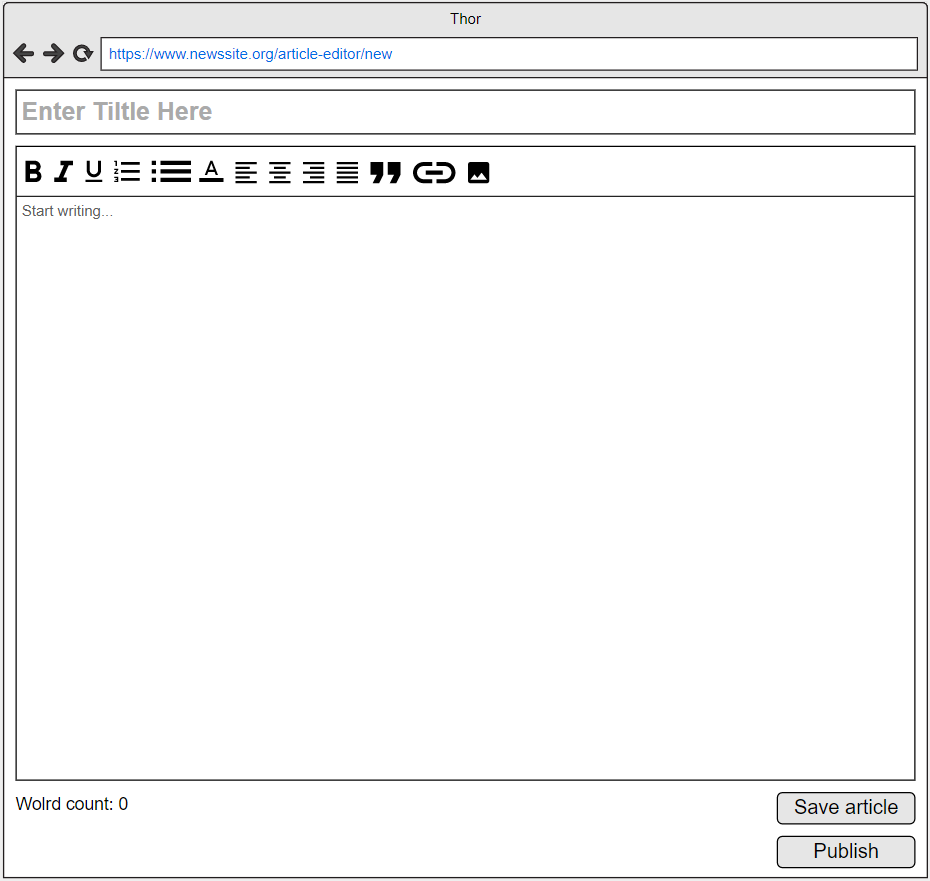 Thor
https://www.newssite.org/article-editor/new
Enter Tiltle Here
B I U A
Start writing...
Wolrd count: 0
Save article
Publish